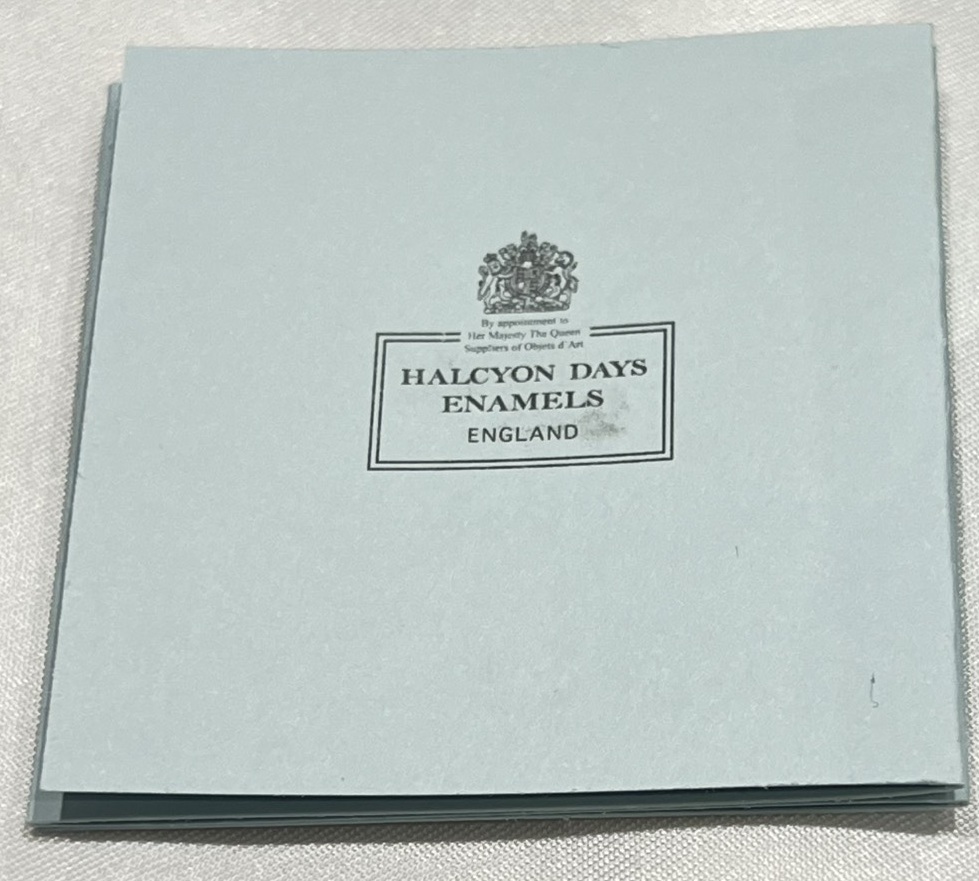 By appointment to
Her Majesty The Queen
Suppliers of Objets d'Art
HALCYON DAYS
ENAMELS
ENGLAND